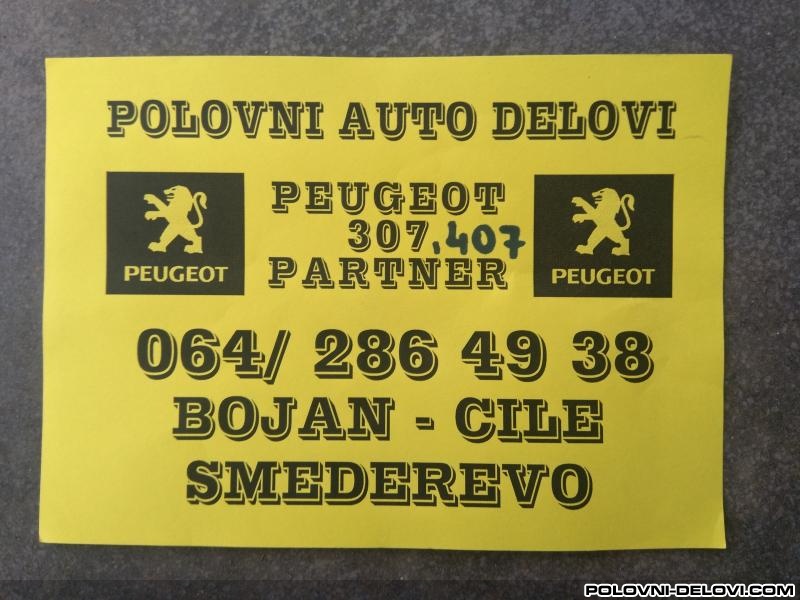 POLOVNI AUTO DELOVI
PEUGEOT
307,407
PARTNER
PEUGEOT
PEUGEOT
064/ 286 49 38
BOJAN - CILE
SMEDEREVO
POLOVNI-DELOVI.COM